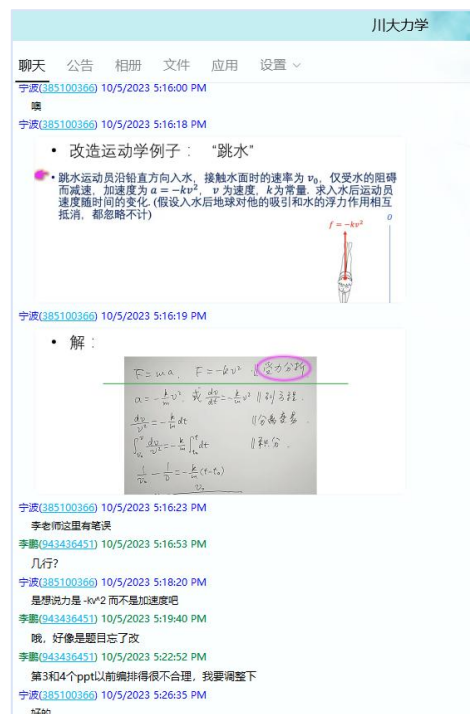 川大力学
聊天 公告 相册 文件 应用 设置
宁波(385100366) 10/5/2023 5:16:00 PM
噢
宁波(385100366) 10/5/2023 5:16:18 PM
• 改造运动学例子： “跳水”
• 跳水运动员沿铅直方向入水，接触水面时的速率为 v₀，仅受水的阻碍
而减速，加速度为 a = −kv²，v 为速度，k为常量. 求入水后运动员
速度随时间的变化. (假设入水后地球对他的吸引和水的浮力作用相互
抵消，都忽略不计)
0
f = −kv²
宁波(385100366) 10/5/2023 5:16:19 PM
• 解：
F=ma, F=-kv² ‖受力分析
a=-k/m v², 或 dv/dt=-k/m v² ‖列方程.
dv/v²=-k/m dt ‖分离变量
∫_{v₀}^{v} dv/v²=-k/m ∫_{t₀}^{t} dt ‖积分.
1/v₀ - 1/v=-k/m (t-t₀)
v₀
宁波(385100366) 10/5/2023 5:16:23 PM
李老师这里有笔误
李鹏(943436451) 10/5/2023 5:16:53 PM
几行?
宁波(385100366) 10/5/2023 5:18:20 PM
是想说力是 -kv^2 而不是加速度吧
李鹏(943436451) 10/5/2023 5:19:40 PM
哦，好像是题目忘了改
李鹏(943436451) 10/5/2023 5:22:52 PM
第3和4个ppt以前编排得很不合理，我要调整下
宁波(385100366) 10/5/2023 5:26:35 PM
好的